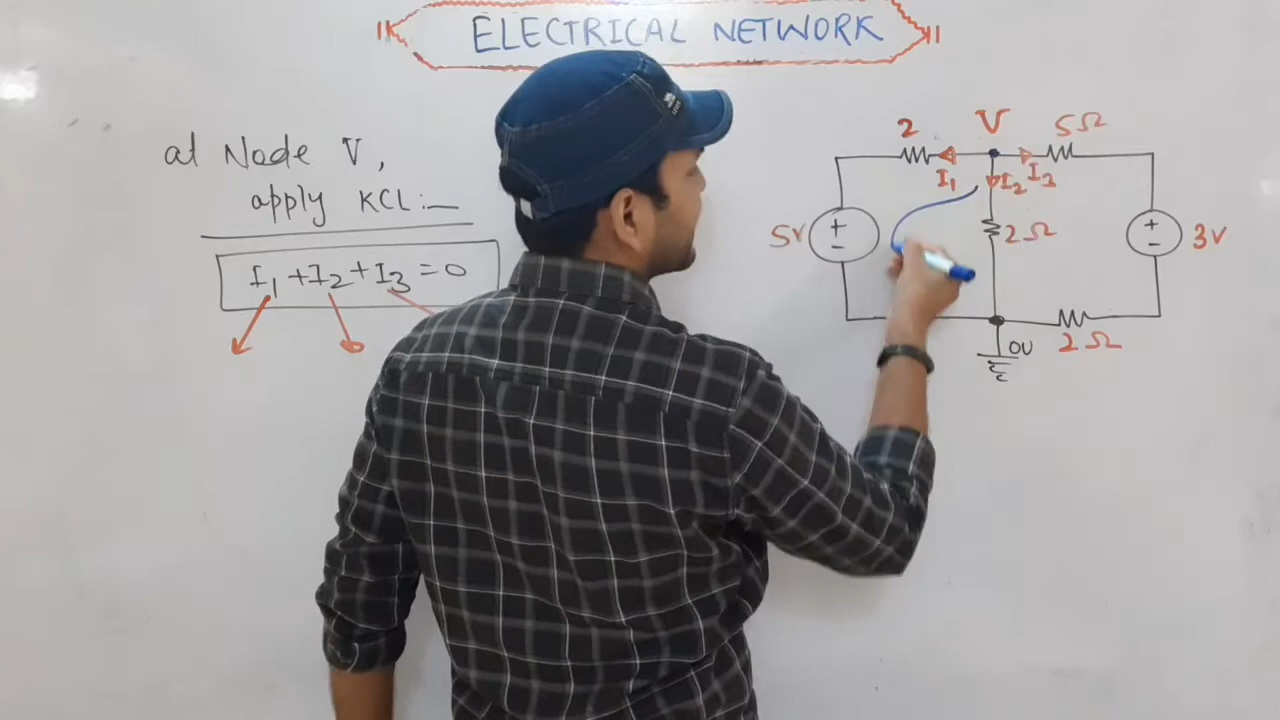 ELECTRICAL NETWORK
at Node V,
apply KCL:—
I₁ + I₂ + I₃ = 0
2
V
5Ω
I₁
I₂
I₃
5V
+
-
2Ω
+
-
3V
0V
2Ω